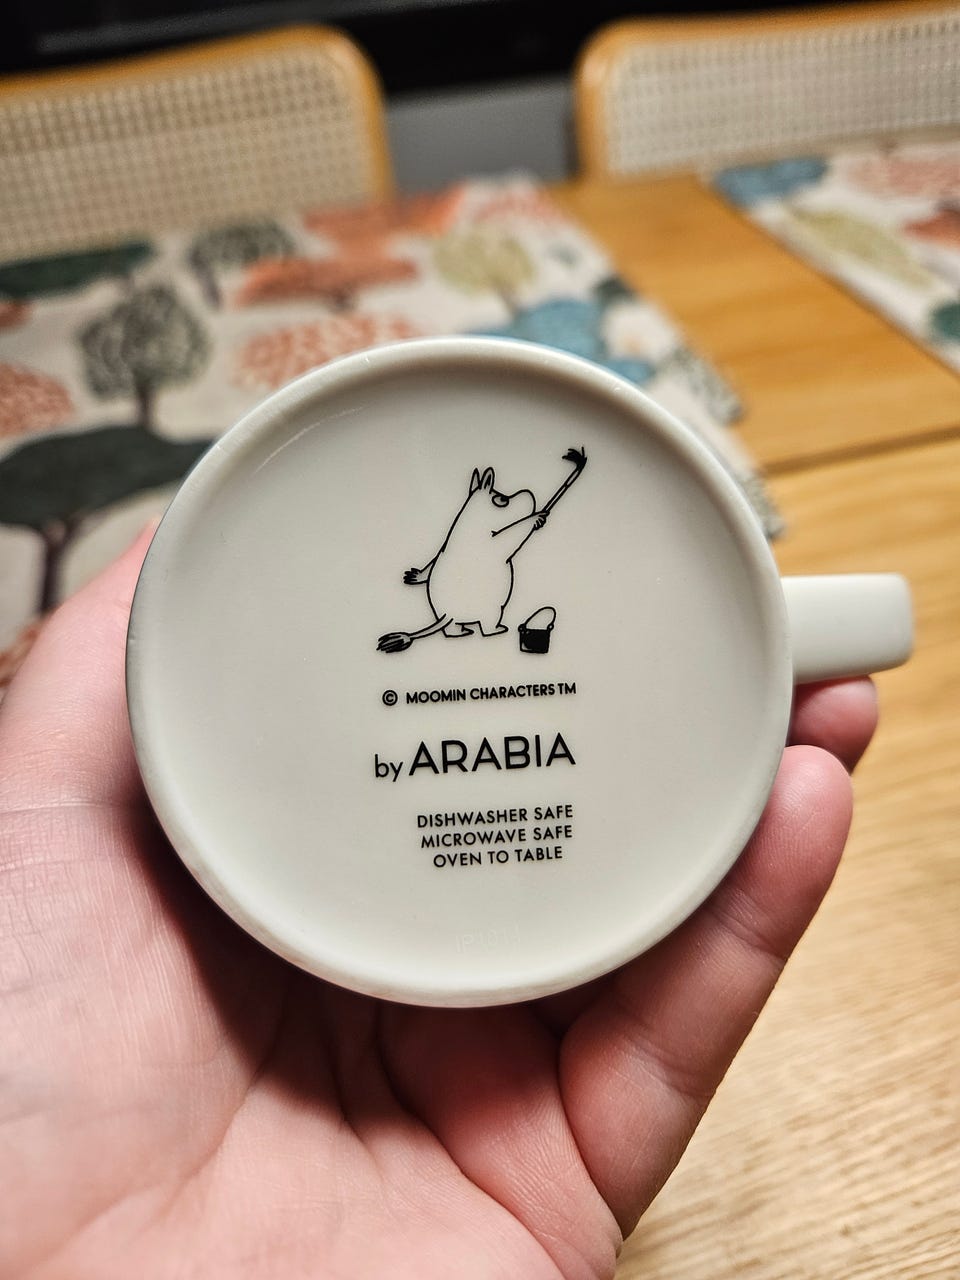 © MOOMIN CHARACTERS TM
by ARABIA
DISHWASHER SAFE
MICROWAVE SAFE
OVEN TO TABLE